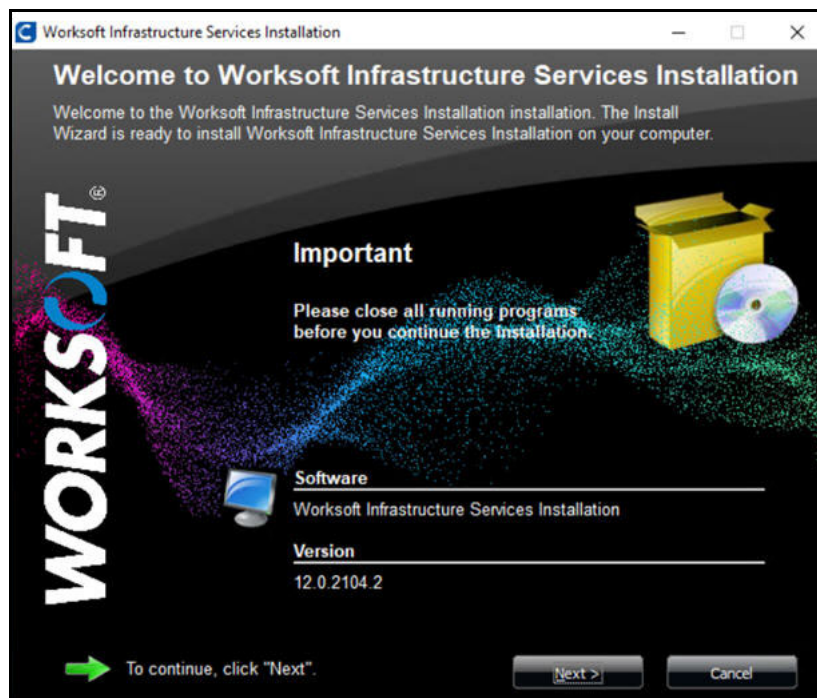 Worksoft Infrastructure Services Installation
Welcome to Worksoft Infrastructure Services Installation
Welcome to the Worksoft Infrastructure Services Installation installation. The Install
Wizard is ready to install Worksoft Infrastructure Services Installation on your computer.
WORKSOFT®
Important
Please close all running programs
before you continue the Installation.
Software
Worksoft Infrastructure Services Installation
Version
12.0.2104.2
To continue, click "Next".
Next >
Cancel